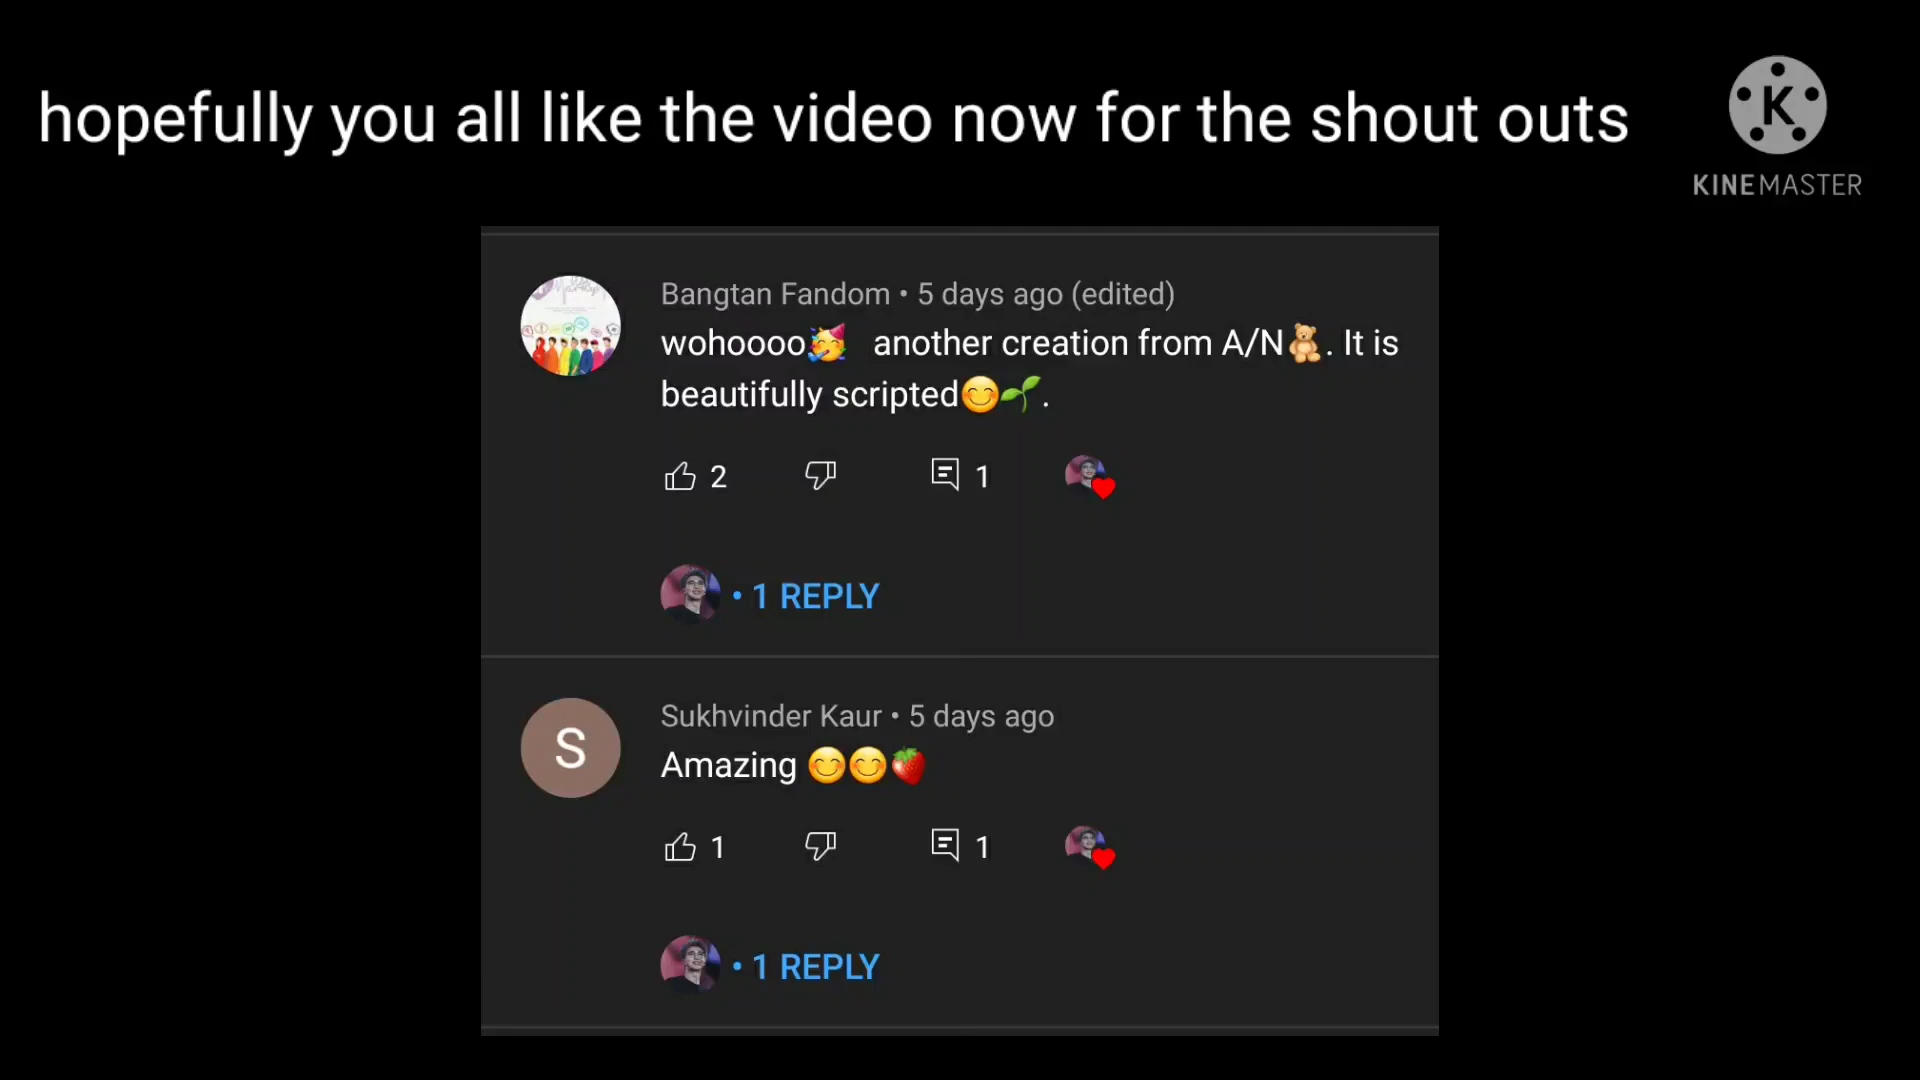 hopefully you all like the video now for the shout outs
KINEMASTER
Bangtan Fandom • 5 days ago (edited)
wohoooo🥳 another creation from A/N🧸. It is
beautifully scripted😊🌱.
2 1
• 1 REPLY
S
Sukhvinder Kaur • 5 days ago
Amazing 😊😊🍓
1 1
• 1 REPLY